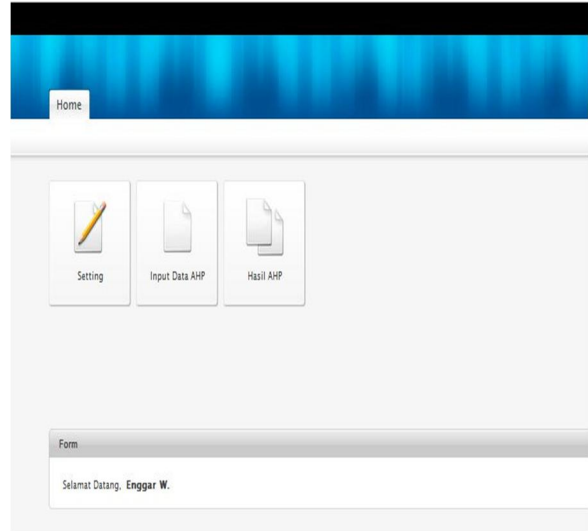 Home
Setting
Input Data AHP
Hasil AHP
Form
Selamat Datang, Enggar W.